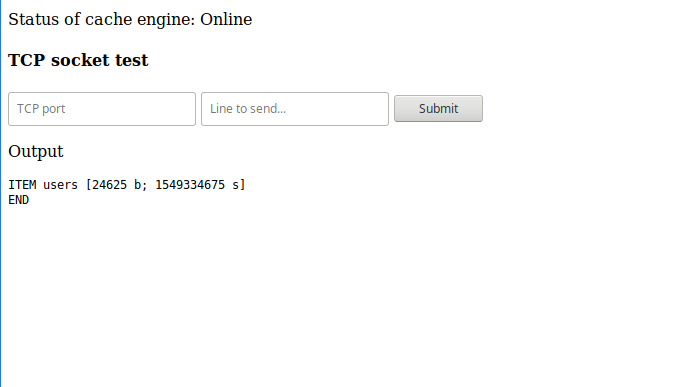 Status of cache engine: Online
TCP socket test
TCP port
Line to send...
Submit
Output
ITEM users [24625 b; 1549334675 s]
END